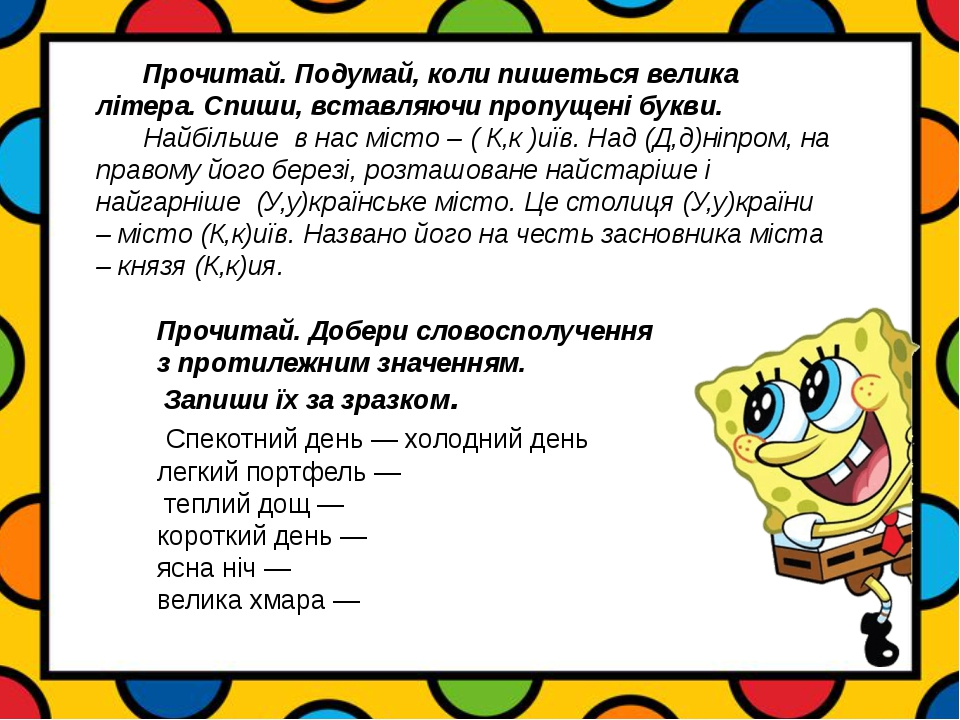 Прочитай. Подумай, коли пишеться велика
літера. Спиши, вставляючи пропущені букви.
Найбільше в нас місто – ( К,к )иїв. Над (Д,д)ніпром, на
правому його березі, розташоване найстаріше і
найгарніше (У,у)країнське місто. Це столиця (У,у)країни
– місто (К,к)иїв. Названо його на честь засновника міста
– князя (К,к)ия.
Прочитай. Добери словосполучення
з протилежним значенням.
Запиши їх за зразком.
Спекотний день — холодний день
легкий портфель —
теплий дощ —
короткий день —
ясна ніч —
велика хмара —